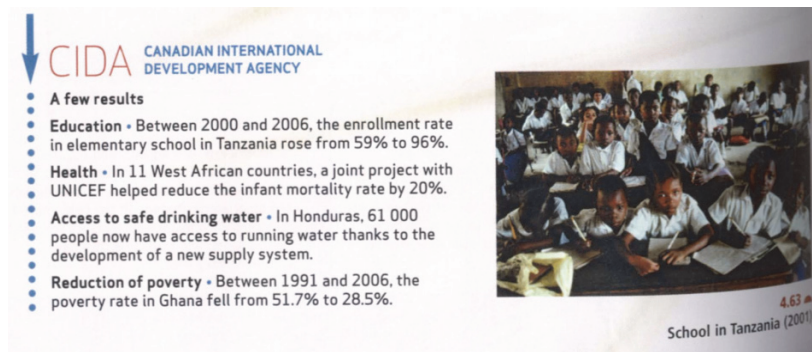 CIDA CANADIAN INTERNATIONAL
DEVELOPMENT AGENCY
A few results
Education • Between 2000 and 2006, the enrollment rate
in elementary school in Tanzania rose from 59% to 96%.
Health • In 11 West African countries, a joint project with
UNICEF helped reduce the infant mortality rate by 20%.
Access to safe drinking water • In Honduras, 61 000
people now have access to running water thanks to the
development of a new supply system.
Reduction of poverty • Between 1991 and 2006, the
poverty rate in Ghana fell from 51.7% to 28.5%.
4.63
School in Tanzania (2001)